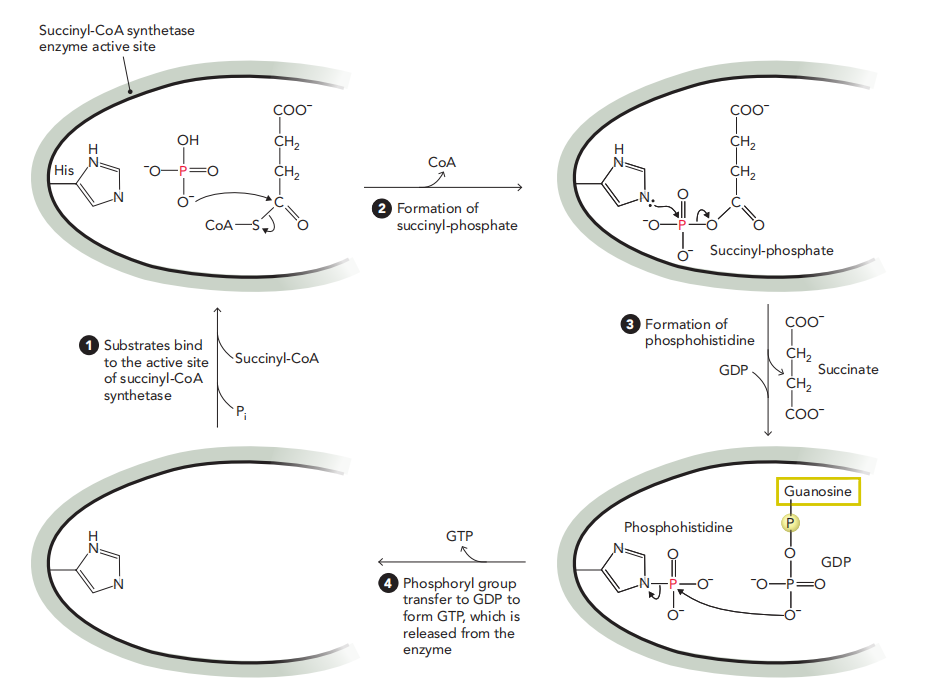 Succinyl-CoA synthetase
enzyme active site
COO⁻
CH₂
CH₂
C
O
CoA—S
OH
⁻O—P=O
O⁻
H
N
His
N
CoA
2 Formation of
succinyl-phosphate
COO⁻
CH₂
CH₂
C
O
H
N
N:
O
⁻O—P—O
O⁻
Succinyl-phosphate
1 Substrates bind
to the active site
of succinyl-CoA
synthetase
Succinyl-CoA
Pᵢ
3 Formation of
phosphohistidine
GDP
COO⁻
CH₂
CH₂
COO⁻
Succinate
H
N
N
GTP
4 Phosphoryl group
transfer to GDP to
form GTP, which is
released from the
enzyme
Guanosine
P
O
GDP
⁻O—P=O
O⁻
Phosphohistidine
N
O
N—P—O⁻
O⁻